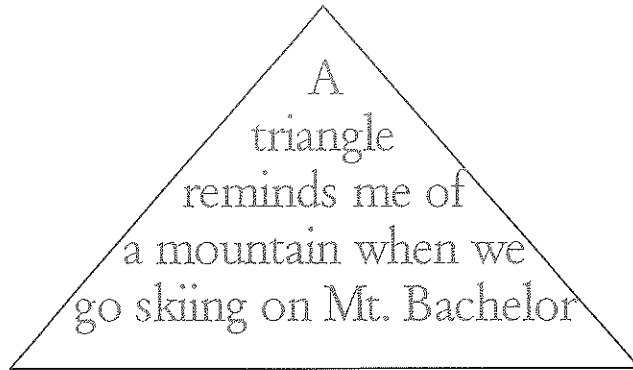 A
triangle
reminds me of
a mountain when we
go skiing on Mt. Bachelor